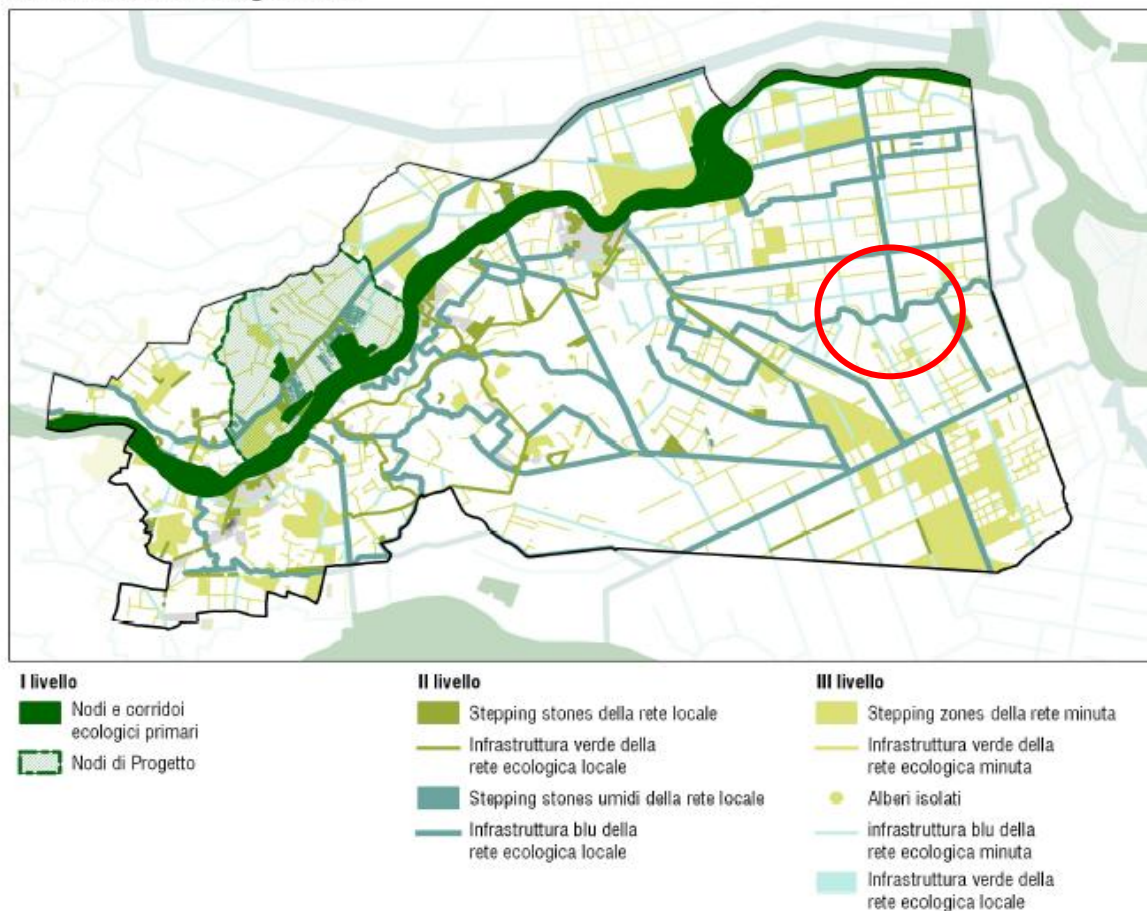 I livello
Nodi e corridoi
ecologici primari
Nodi di Progetto
II livello
Stepping stones della rete locale
Infrastruttura verde della
rete ecologica locale
Stepping stones umidi della rete locale
Infrastruttura blu della
rete ecologica locale
III livello
Stepping zones della rete minuta
Infrastruttura verde della
rete ecologica minuta
Alberi isolati
infrastruttura blu della
rete ecologica minuta
Infrastruttura verde della
rete ecologica locale